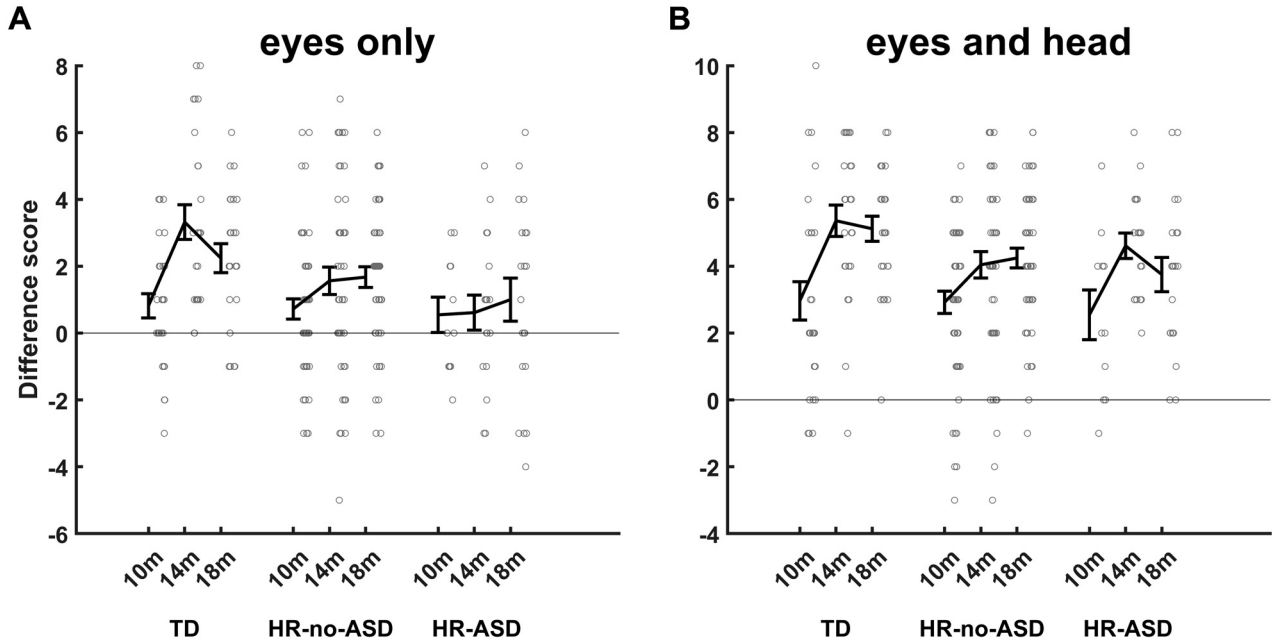 A
eyes only
Difference score
8
6
4
2
0
-2
-4
-6
10m 14m 18m 10m 14m 18m 10m 14m 18m
TD HR-no-ASD HR-ASD
B
eyes and head
10
8
6
4
2
0
-2
-4
10m 14m 18m 10m 14m 18m 10m 14m 18m
TD HR-no-ASD HR-ASD